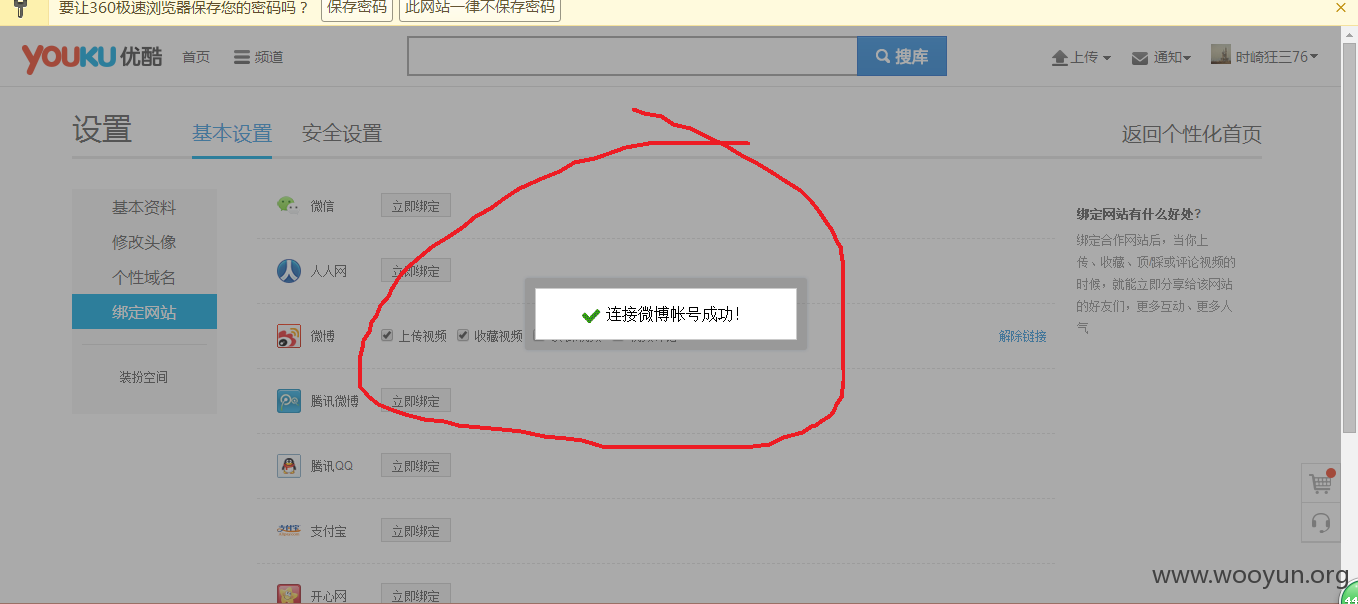 要让360极速浏览器保存您的密码吗？ 保存密码 此网站一律不保存密码
YOUKU 优酷 首页 频道 搜库 上传 通知 时崎狂三76
设置 基本设置 安全设置 返回个性化首页
基本资料
修改头像
个性域名
绑定网站
装扮空间
微信 立即绑定
人人网 立即绑定
微博 上传视频 收藏视频 解除链接
腾讯微博 立即绑定
腾讯QQ 立即绑定
支付宝 立即绑定
开心网 立即绑定
连接微博帐号成功！
绑定网站有什么好处？
绑定合作网站后，当你上
传、收藏、顶/踩或评论视频的
时候，就能立即分享给该网站
的好友们，更多互动、更多人
气
www.wooyun.org
44